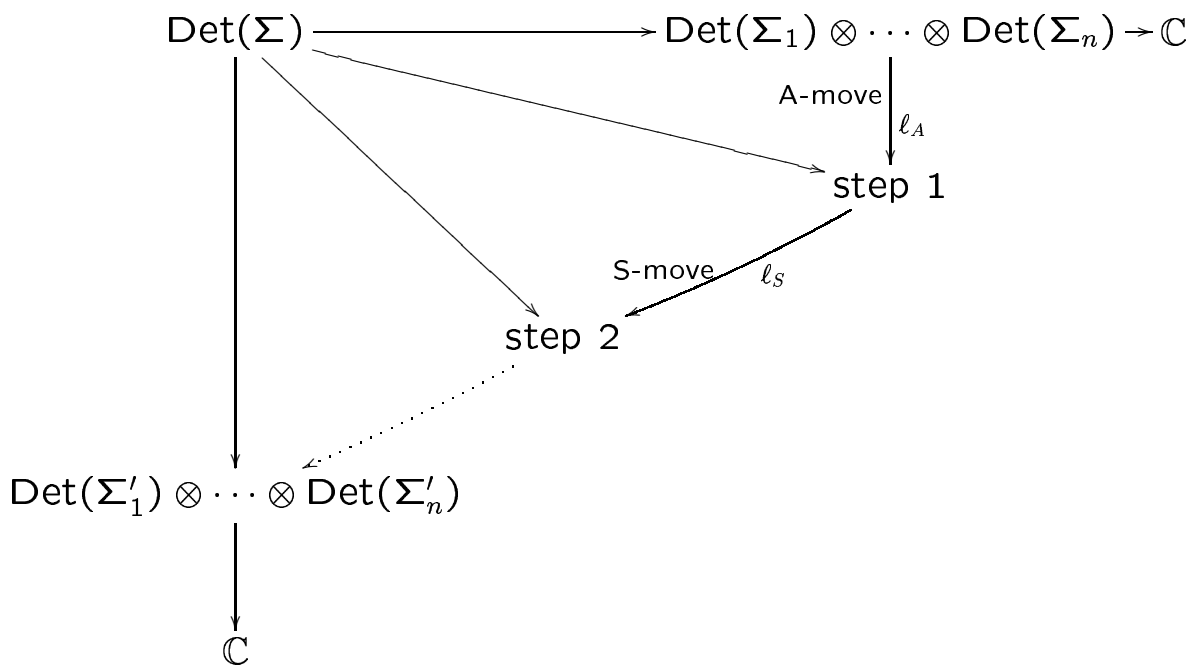 Det(Σ) Det(Σ₁) ⊗ ··· ⊗ Det(Σₙ) ℂ
A-move
ℓ_A
step 1
S-move ℓ_S
step 2
Det(Σ′₁) ⊗ ··· ⊗ Det(Σ′ₙ)
ℂ